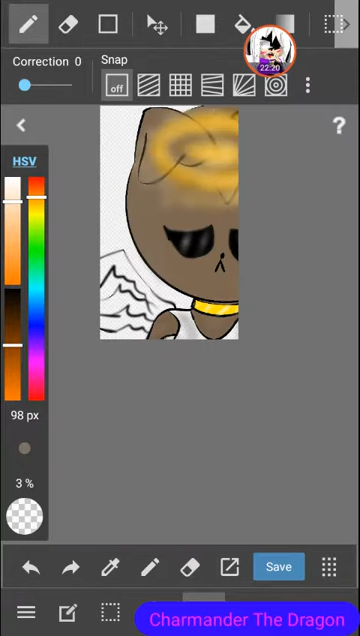 Correction 0
Snap
off
22:20
?
HSV
98 px
3 %
Save
Charmander The Dragon